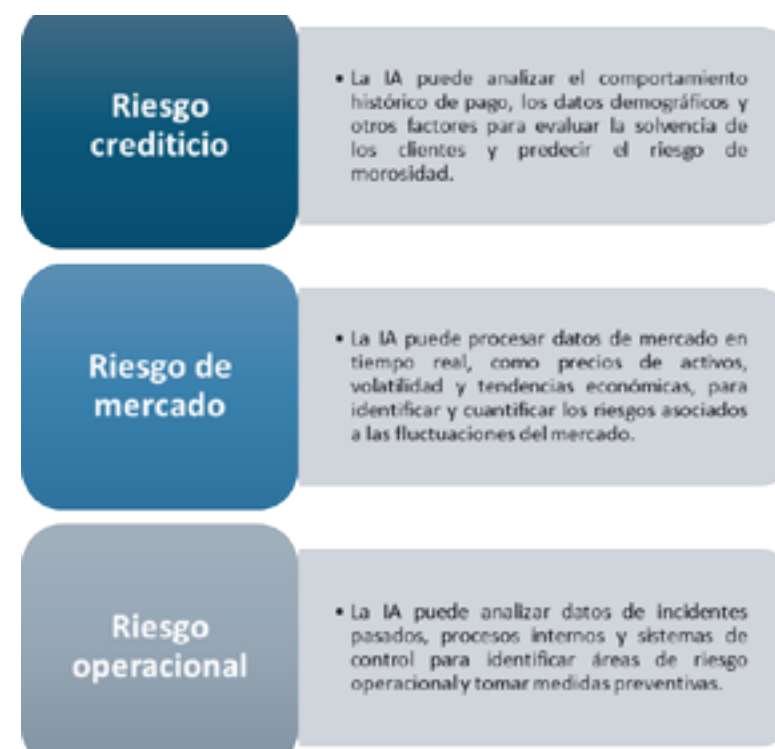 Riesgo
crediticio
• La IA puede analizar el comportamiento
histórico de pago, los datos demográficos y
otros factores para evaluar la solvencia de
los clientes y predecir el riesgo de
morosidad.
Riesgo de
mercado
• La IA puede procesar datos de mercado en
tiempo real, como precios de activos,
volatilidad y tendencias económicas, para
identificar y cuantificar los riesgos asociados
a las fluctuaciones del mercado.
Riesgo
operacional
• La IA puede analizar datos de incidentes
pasados, procesos internos y sistemas de
control para identificar áreas de riesgo
operacional y tomar medidas preventivas.